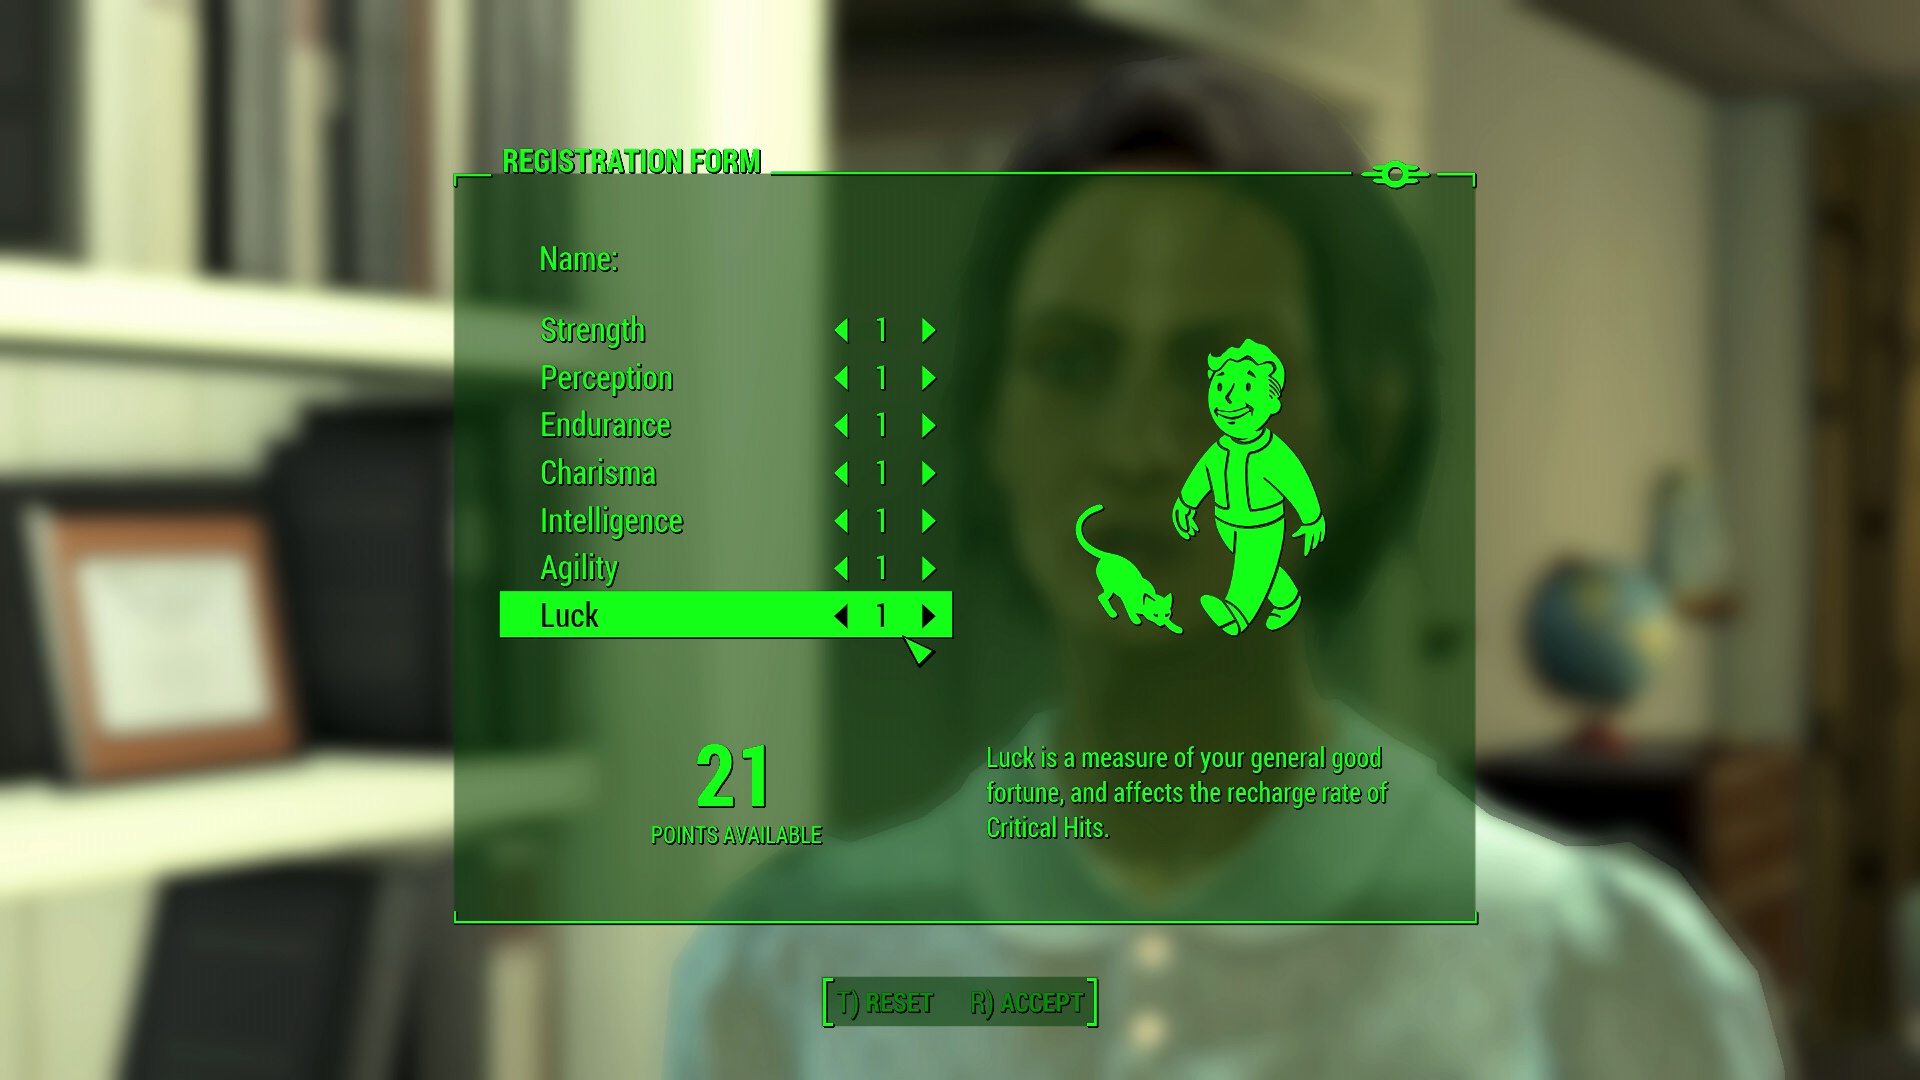 REGISTRATION FORM
Name:
Strength 1
Perception 1
Endurance 1
Charisma 1
Intelligence 1
Agility 1
Luck 1
21
POINTS AVAILABLE
Luck is a measure of your general good
fortune, and affects the recharge rate of
Critical Hits.
T) RESET R) ACCEPT